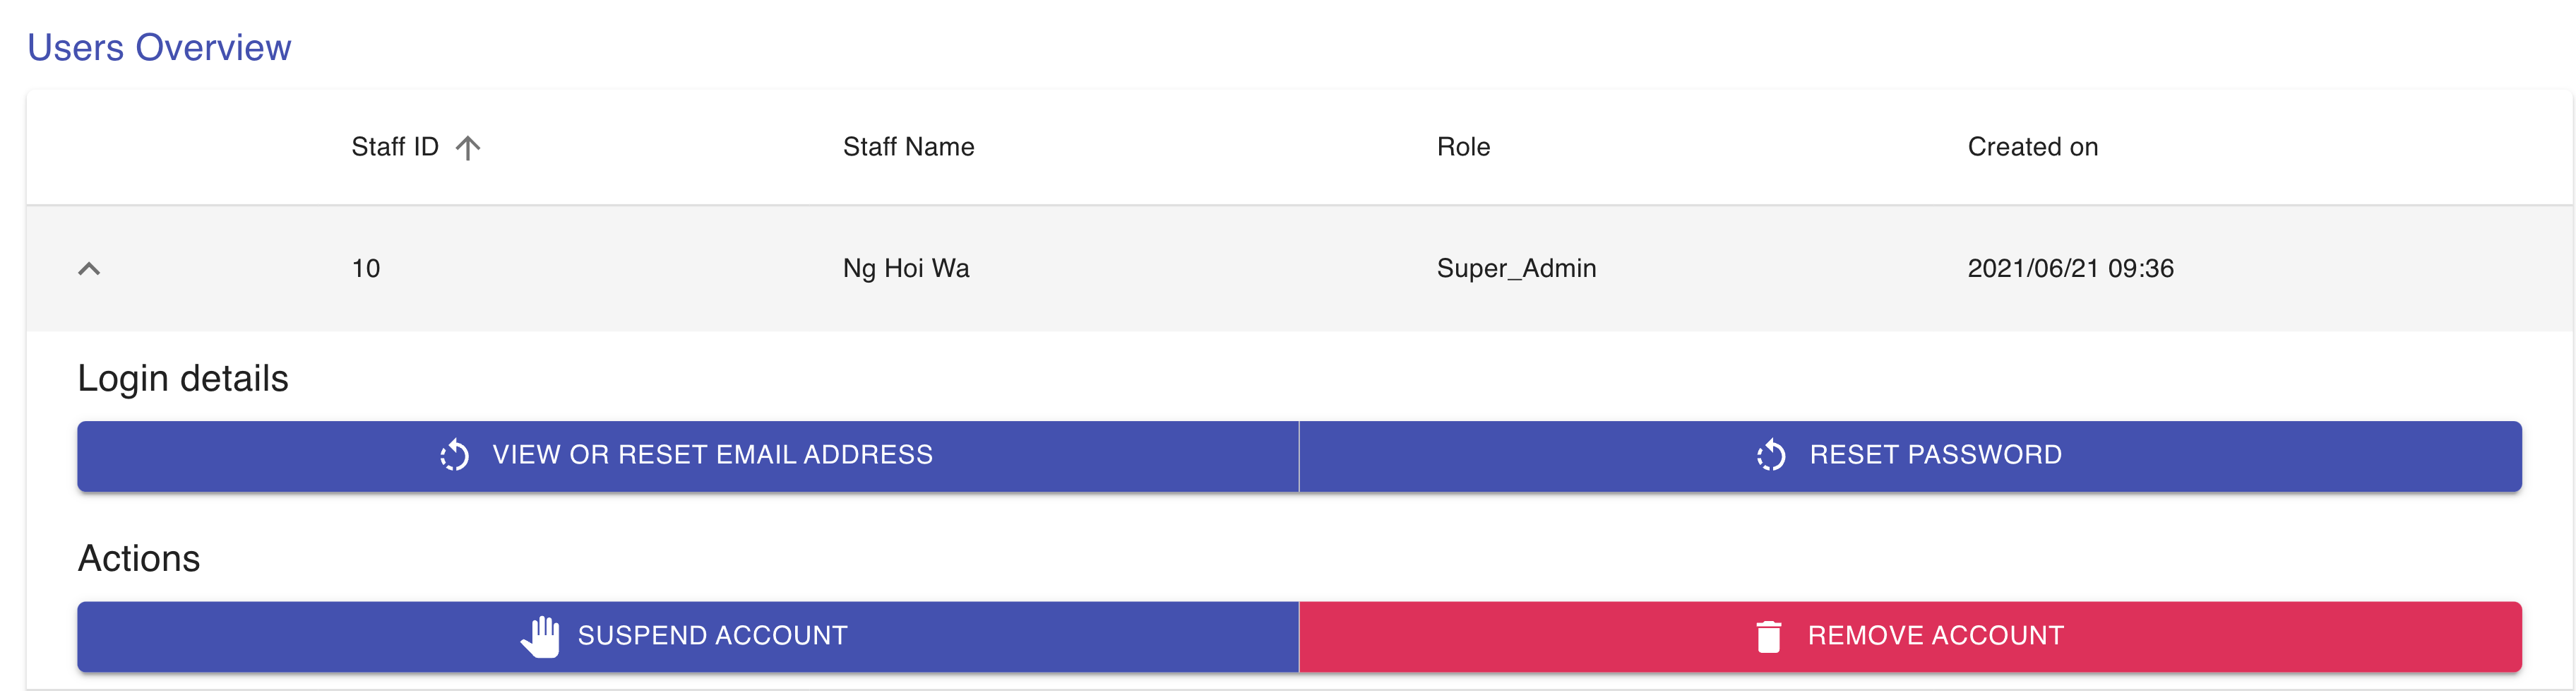 Users Overview
Staff ID Staff Name Role Created on
10 Ng Hoi Wa Super_Admin 2021/06/21 09:36
Login details
VIEW OR RESET EMAIL ADDRESS RESET PASSWORD
Actions
SUSPEND ACCOUNT REMOVE ACCOUNT